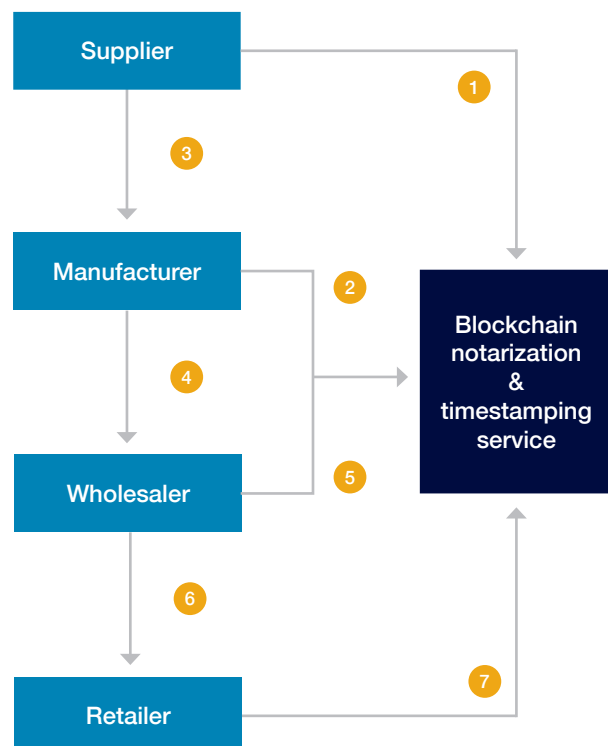 Supplier
1
3
Manufacturer
2
Blockchain
notarization
&
timestamping
service
4
5
Wholesaler
6
7
Retailer